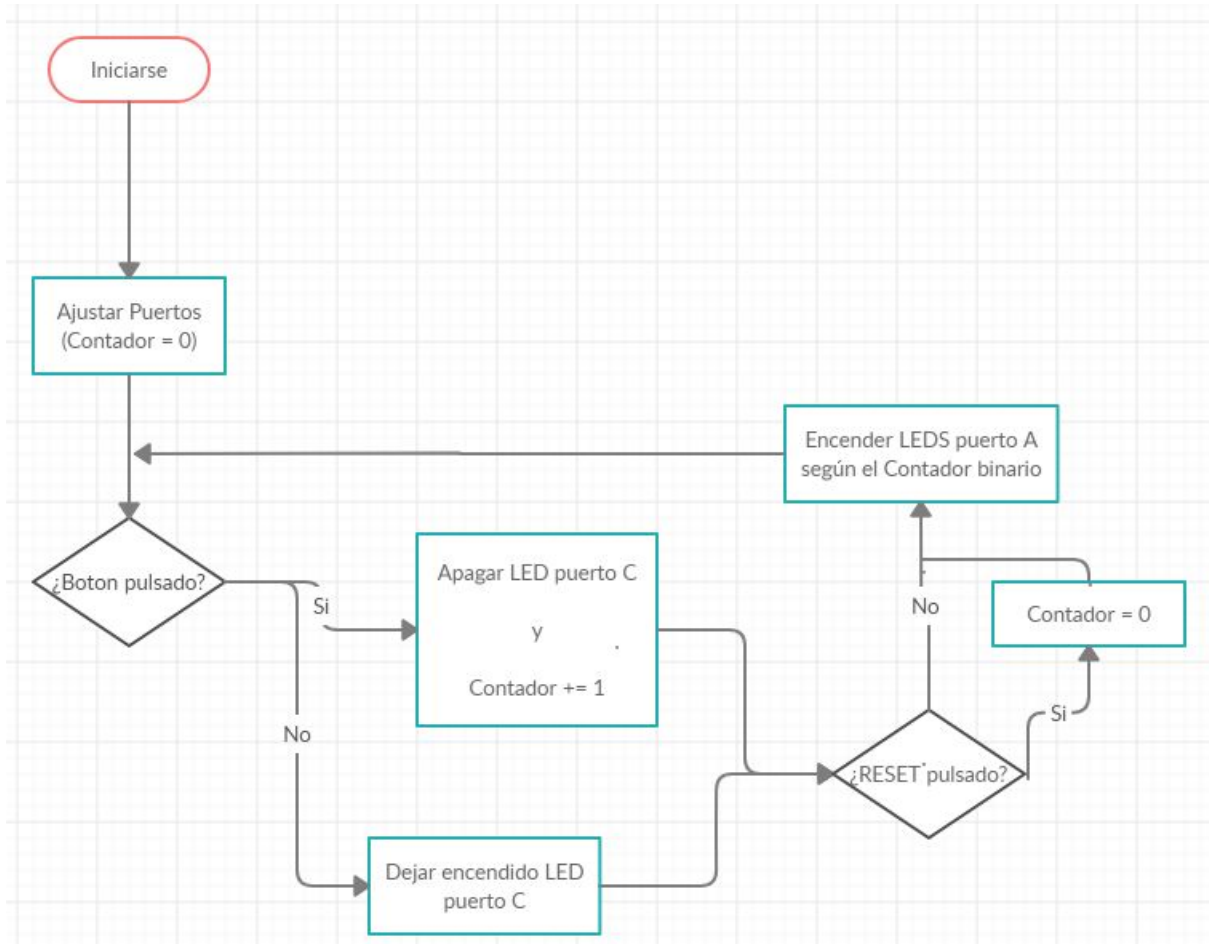 Iniciarse
Ajustar Puertos
(Contador = 0)
¿Boton pulsado?
Si
No
Apagar LED puerto C
y
Contador += 1
Dejar encendido LED
puerto C
¿RESET pulsado?
No
Si
Contador = 0
Encender LEDS puerto A
según el Contador binario